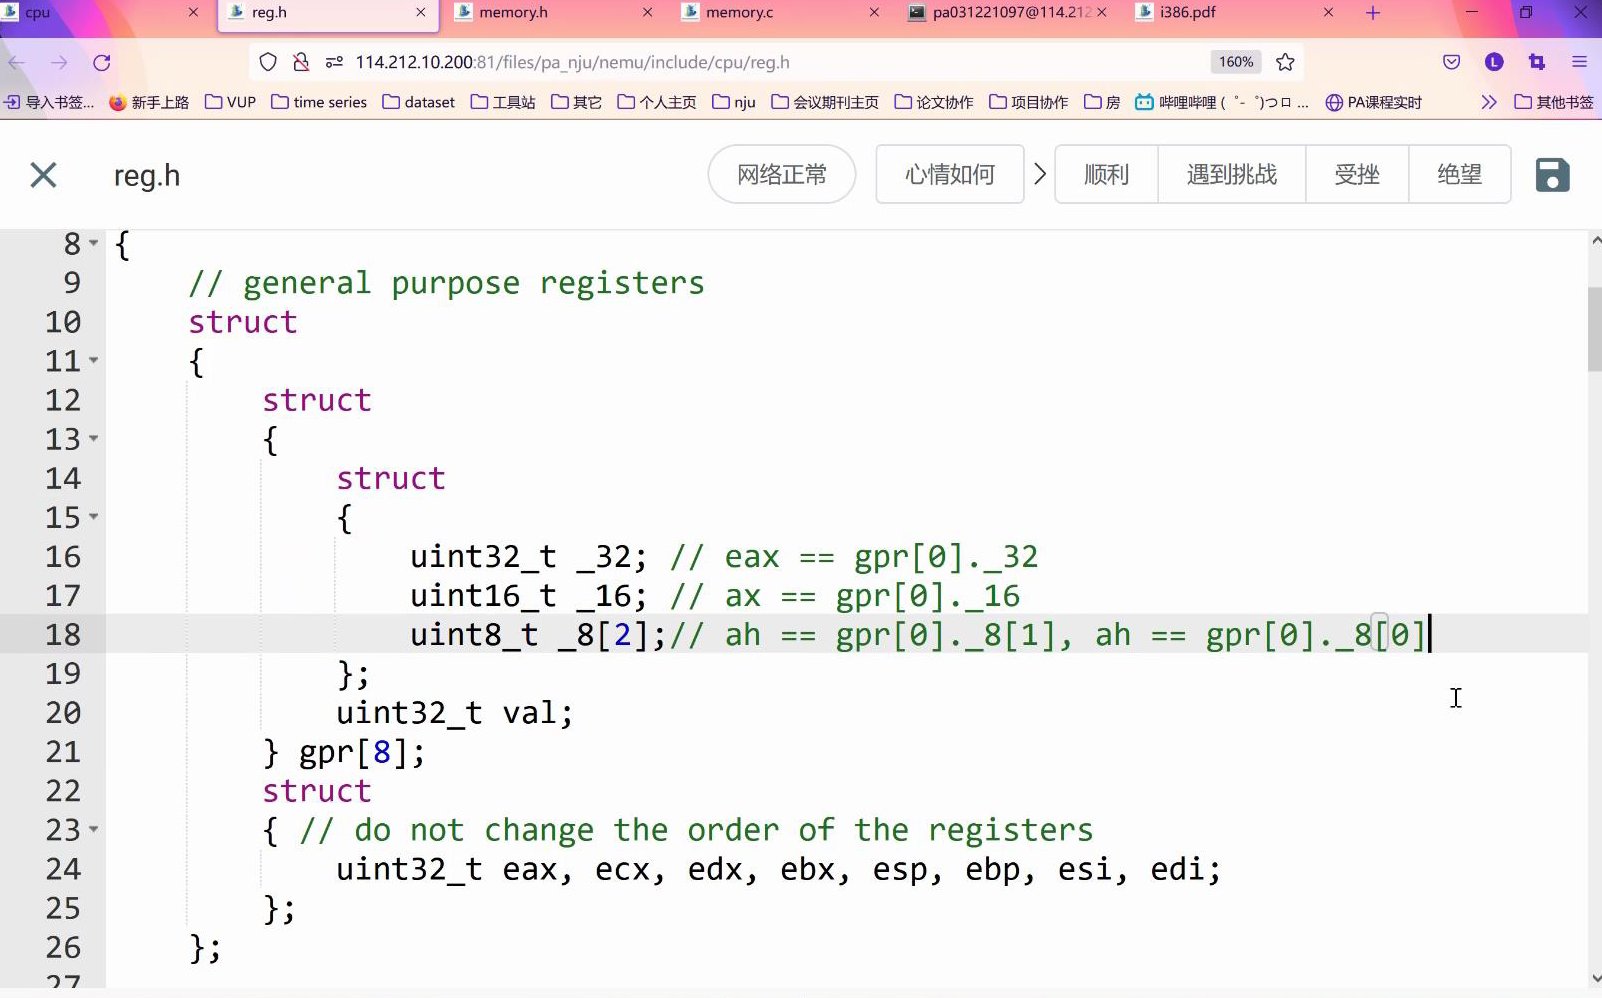 cpu reg.h memory.h memory.c pa031221097@114.212 i386.pdf
114.212.10.200:81/files/pa_nju/nemu/include/cpu/reg.h 160% L
导入书签... 新手上路 VUP time series dataset 工具站 其它 个人主页 nju 会议期刊主页 论文协作 项目协作 房 哔哩哔哩 ( ゜- ゜)つロ ... PA课程实时 其他书签
reg.h 网络正常 心情如何 顺利 遇到挑战 受挫 绝望
8 {
9 // general purpose registers
10 struct
11 {
12 struct
13 {
14 struct
15 {
16 uint32_t _32; // eax == gpr[0]._32
17 uint16_t _16; // ax == gpr[0]._16
18 uint8_t _8[2];// ah == gpr[0]._8[1], ah == gpr[0]._8[0]
19 };
20 uint32_t val;
21 } gpr[8];
22 struct
23 { // do not change the order of the registers
24 uint32_t eax, ecx, edx, ebx, esp, ebp, esi, edi;
25 };
26 };
27